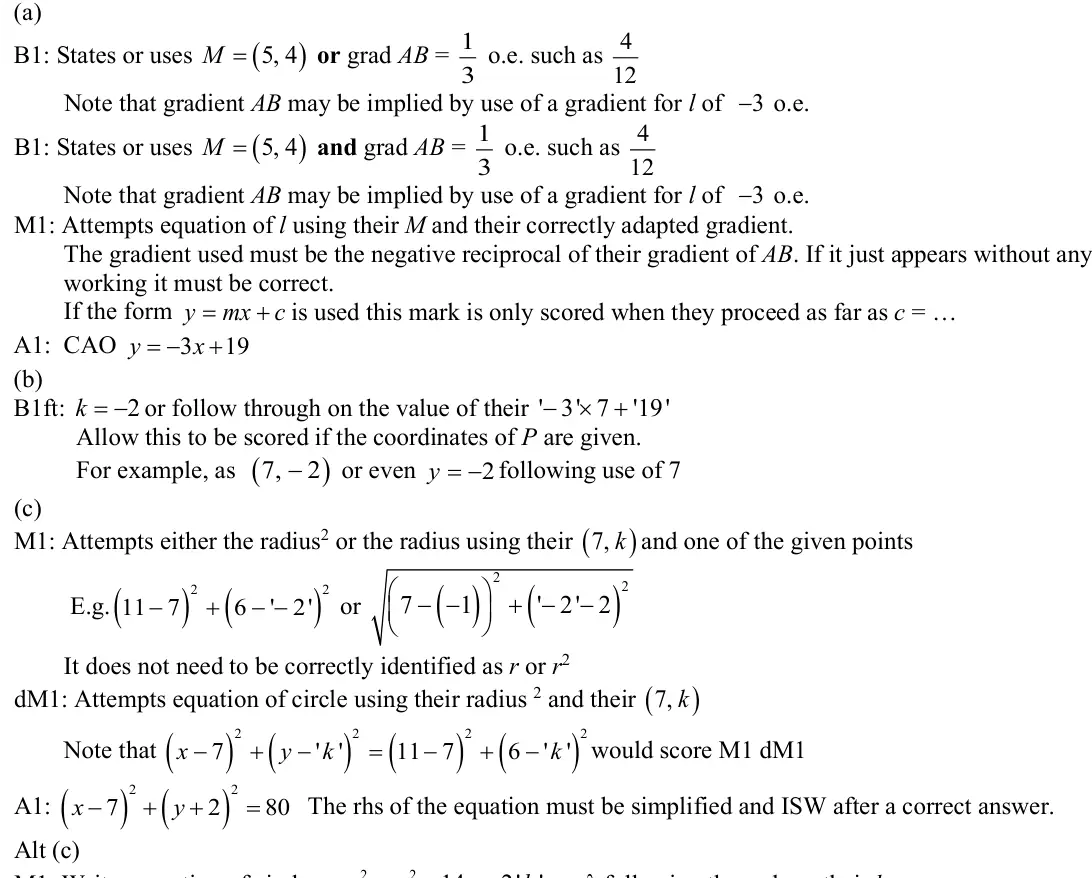 (a)
B1: States or uses M = (5, 4) or grad AB = 1/3 o.e. such as 4/12
Note that gradient AB may be implied by use of a gradient for l of −3 o.e.
B1: States or uses M = (5, 4) and grad AB = 1/3 o.e. such as 4/12
Note that gradient AB may be implied by use of a gradient for l of −3 o.e.
M1: Attempts equation of l using their M and their correctly adapted gradient.
The gradient used must be the negative reciprocal of their gradient of AB. If it just appears without any
working it must be correct.
If the form y = mx + c is used this mark is only scored when they proceed as far as c = …
A1: CAO y = −3x + 19
(b)
B1ft: k = −2 or follow through on the value of their '−3'× 7 + '19'
Allow this to be scored if the coordinates of P are given.
For example, as (7, −2) or even y = −2 following use of 7
(c)
M1: Attempts either the radius² or the radius using their (7, k) and one of the given points
E.g. (11 − 7)² + (6 − '− 2')² or √((7 − (−1))² + ('− 2' − 2)²)
It does not need to be correctly identified as r or r²
dM1: Attempts equation of circle using their radius ² and their (7, k)
Note that (x − 7)² + (y − 'k')² = (11 − 7)² + (6 − 'k')² would score M1 dM1
A1: (x − 7)² + (y + 2)² = 80 The rhs of the equation must be simplified and ISW after a correct answer.
Alt (c)